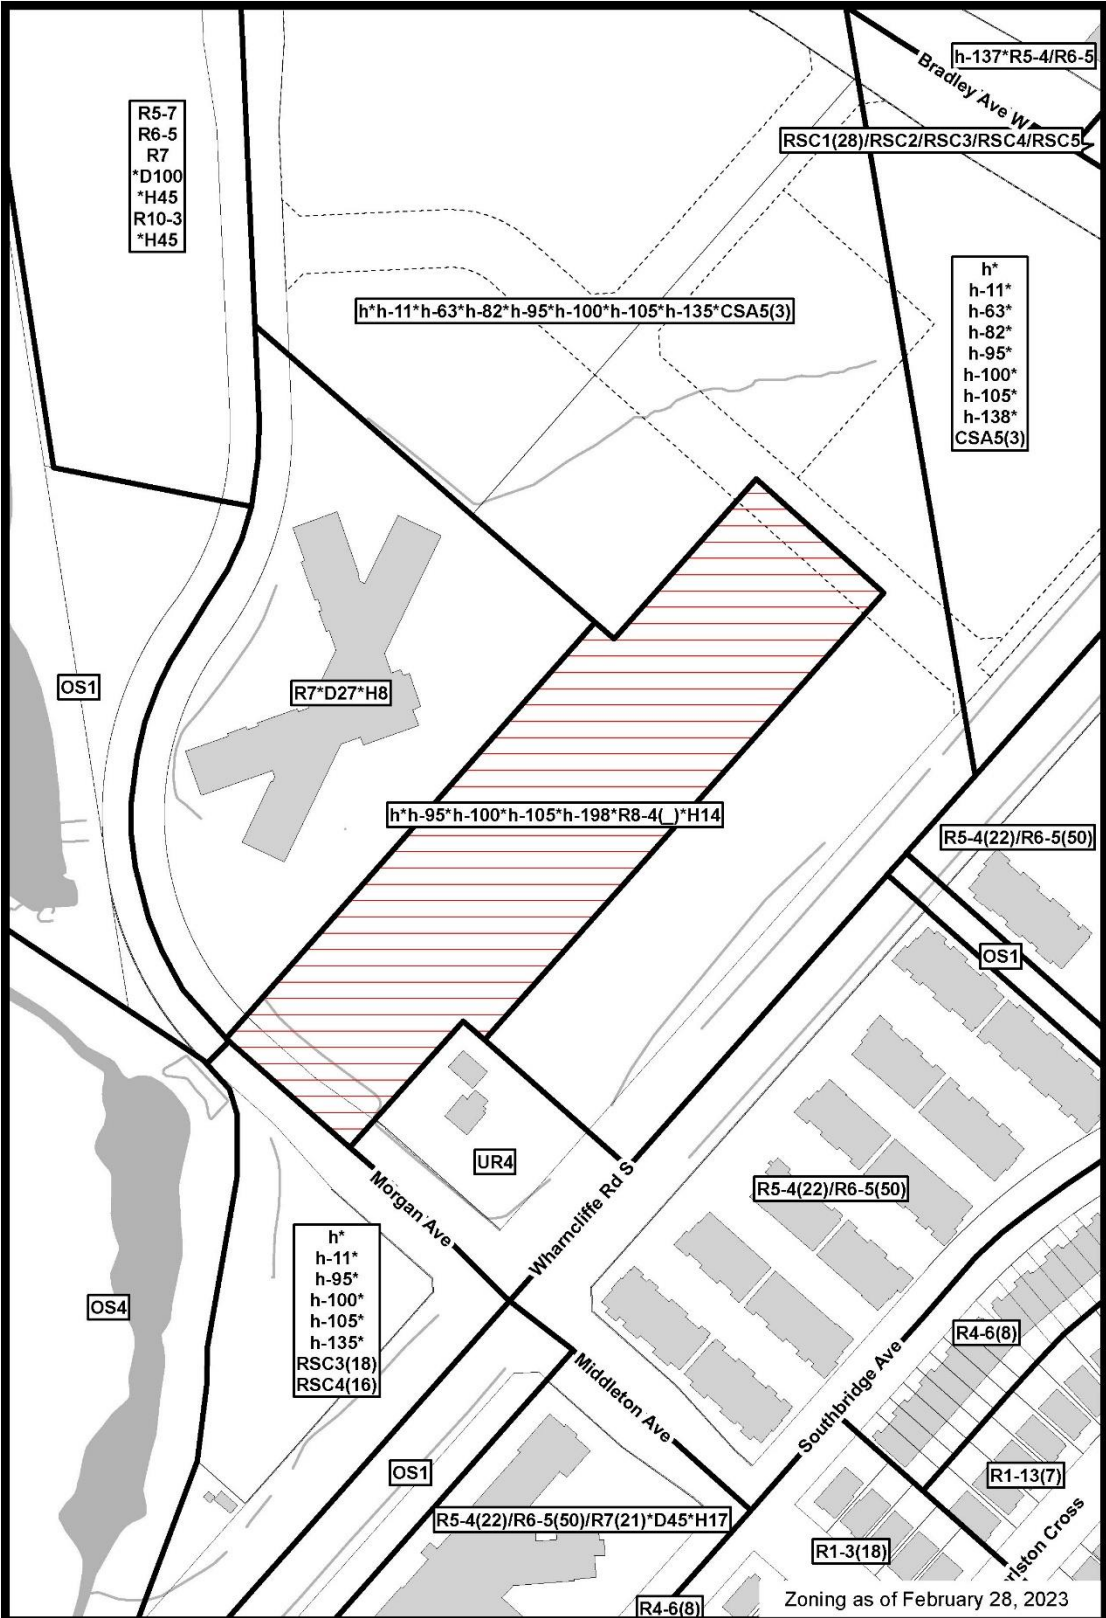 h-137*R5-4/R6-5
Bradley Ave W
RSC1(28)/RSC2/RSC3/RSC4/RSC5
R5-7
R6-5
R7
*D100
*H45
R10-3
*H45
h*h-11*h-63*h-82*h-95*h-100*h-105*h-135*CSA5(3)
h*
h-11*
h-63*
h-82*
h-95*
h-100*
h-105*
h-138*
CSA5(3)
OS1
R7*D27*H8
h*h-95*h-100*h-105*h-198*R8-4(_)*H14
R5-4(22)/R6-5(50)
OS1
UR4
Morgan Ave
Wharncliffe Rd S
R5-4(22)/R6-5(50)
h*
h-11*
h-95*
h-100*
h-105*
h-135*
RSC3(18)
RSC4(16)
OS4
R4-6(8)
Middleton Ave
Southbridge Ave
OS1
R1-13(7)
R5-4(22)/R6-5(50)/R7(21)*D45*H17
R1-3(18)
rlston Cross
R4-6(8)
Zoning as of February 28, 2023